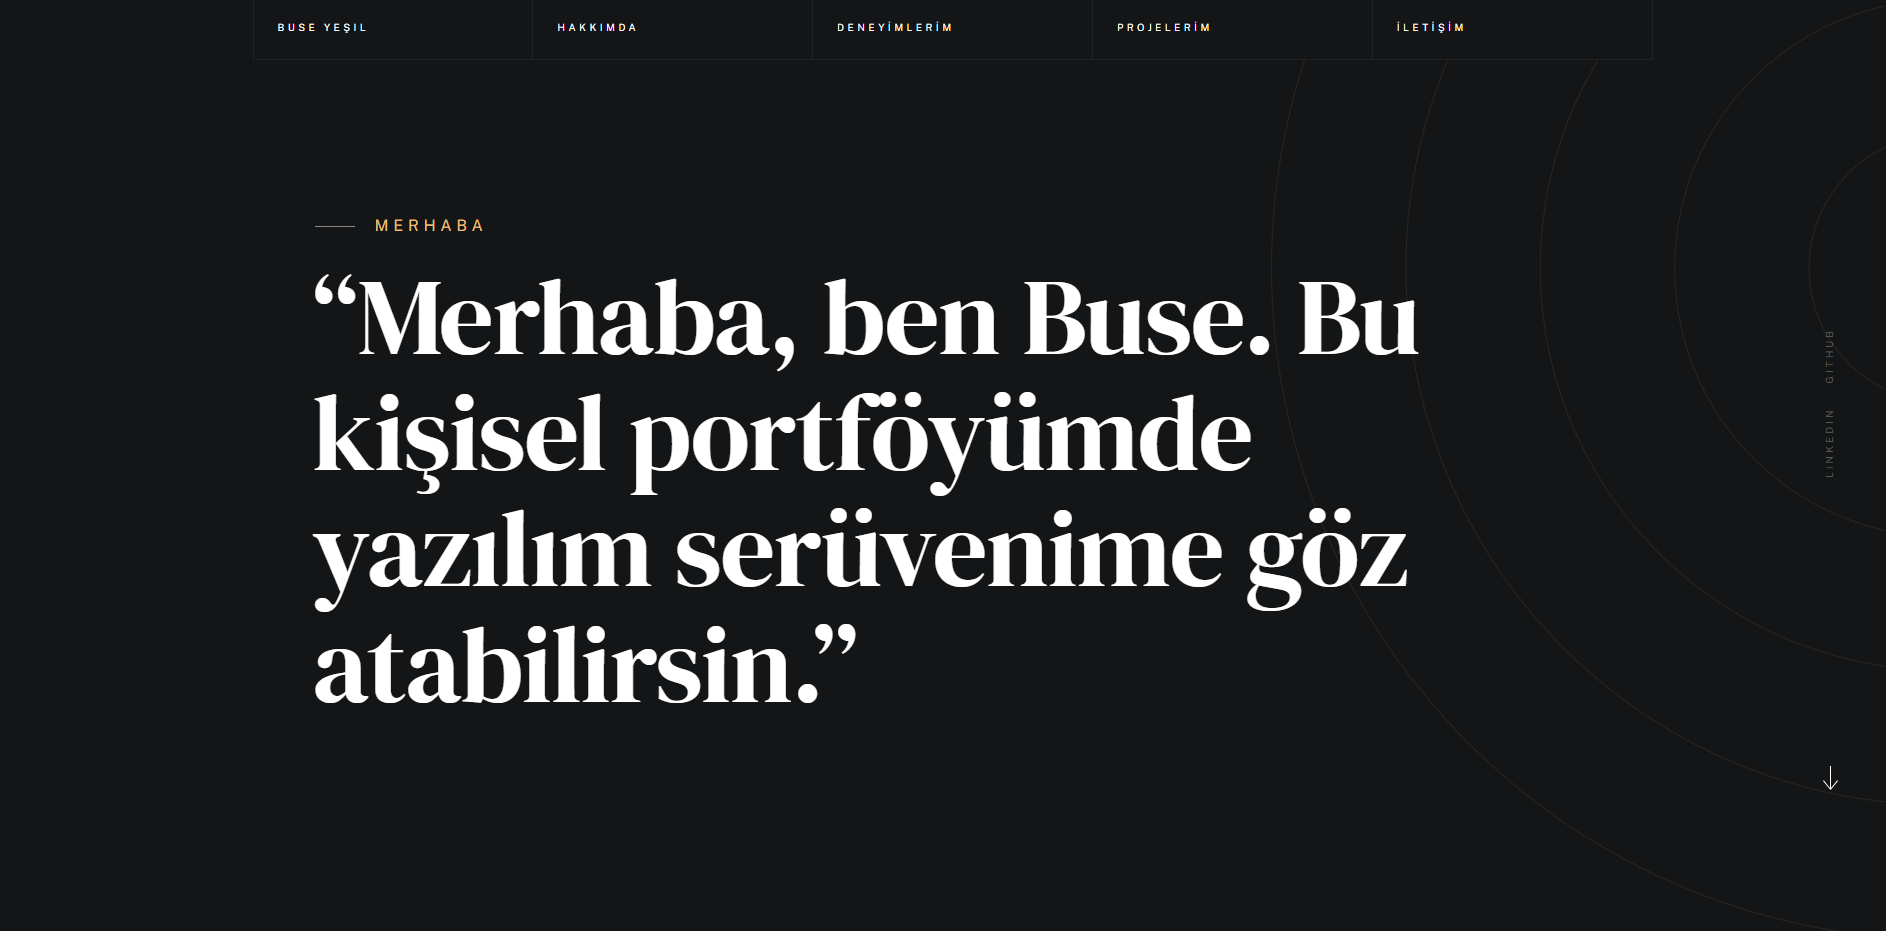 BUSE YEŞIL
HAKKIMDA
DENEYİMLERİM
PROJELERİM
İLETİŞİM
MERHABA
“Merhaba, ben Buse. Bu
kişisel portföyümde
yazılım serüvenime göz
atabilirsin.”
LINKEDIN
GITHUB